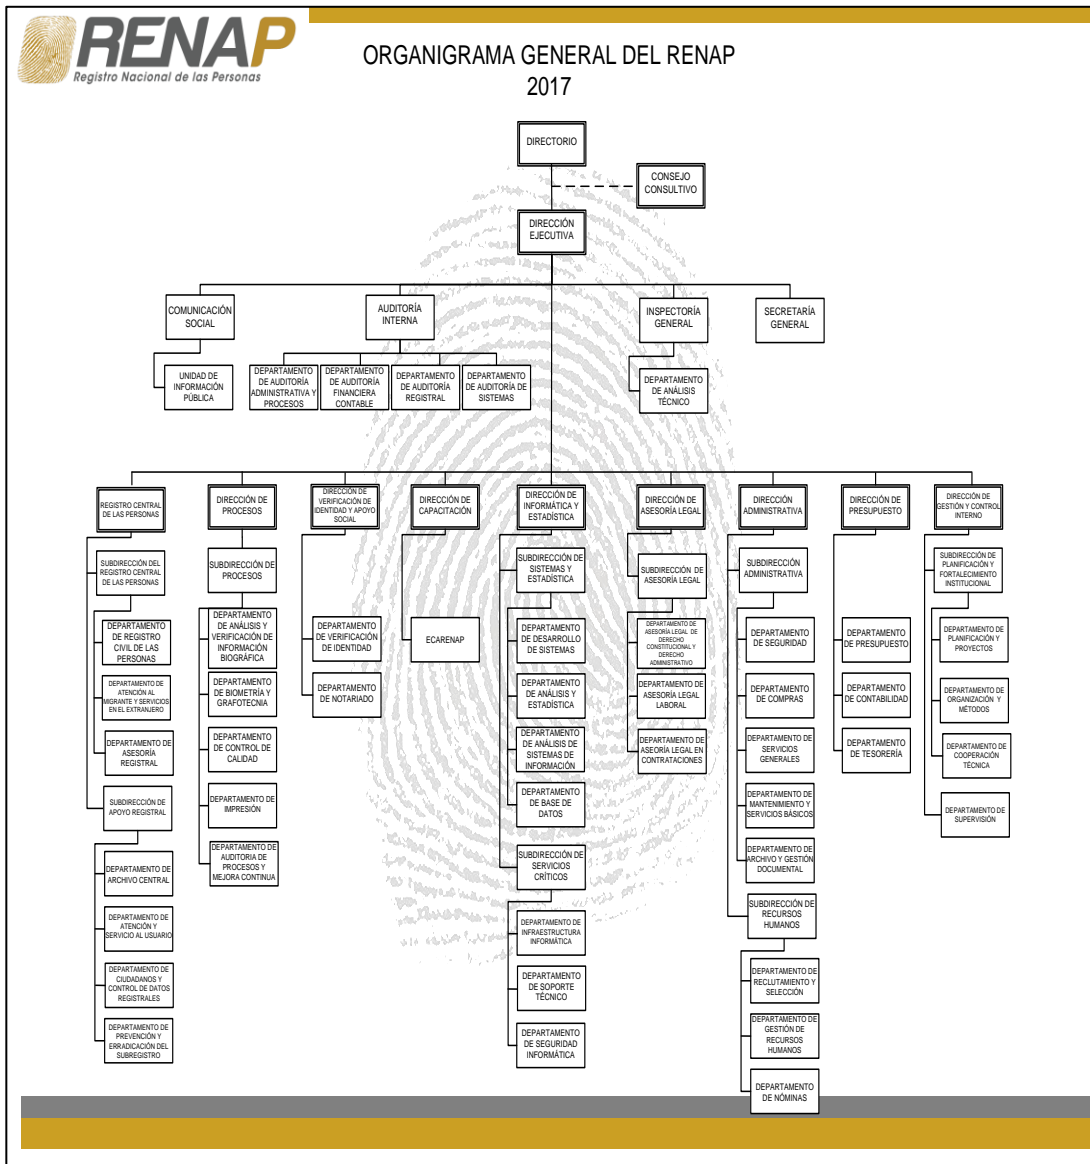 RENAP
Registro Nacional de las Personas
ORGANIGRAMA GENERAL DEL RENAP
2017
DIRECTORIO
CONSEJO
CONSULTIVO
DIRECCIÓN
EJECUTIVA
COMUNICACIÓN
SOCIAL
AUDITORÍA
INTERNA
INSPECTORÍA
GENERAL
SECRETARÍA
GENERAL
UNIDAD DE
INFORMACIÓN
PÚBLICA
DEPARTAMENTO
DE AUDITORÍA
ADMINISTRATIVA Y
PROCESOS
DEPARTAMENTO
DE AUDITORÍA
FINANCIERA
CONTABLE
DEPARTAMENTO
DE AUDITORÍA
REGISTRAL
DEPARTAMENTO
DE AUDITORÍA DE
SISTEMAS
DEPARTAMENTO
DE ANÁLISIS
TÉCNICO
REGISTRO CENTRAL
DE LAS PERSONAS
SUBDIRECCIÓN DEL
REGISTRO CENTRAL
DE LAS PERSONAS
DEPARTAMENTO
DE REGISTRO
CIVIL DE LAS
PERSONAS
DEPARTAMENTO DE
ATENCIÓN AL
MIGRANTE Y SERVICIOS
EN EL EXTRANJERO
DEPARTAMENTO DE
ASESORÍA
REGISTRAL
SUBDIRECCIÓN DE
APOYO REGISTRAL
DEPARTAMENTO DE
ARCHIVO CENTRAL
DEPARTAMENTO DE
ATENCIÓN Y
SERVICIO AL USUARIO
DEPARTAMENTO DE
CIUDADANOS Y
CONTROL DE DATOS
REGISTRALES
DEPARTAMENTO DE
PREVENCIÓN Y
ERRADICACIÓN DEL
SUBREGISTRO
DIRECCIÓN DE
PROCESOS
SUBDIRECCIÓN DE
PROCESOS
DEPARTAMENTO
DE ANÁLISIS Y
VERIFICACIÓN DE
INFORMACIÓN
BIOGRÁFICA
DEPARTAMENTO
DE BIOMETRÍA Y
GRAFOTECNIA
DEPARTAMENTO
DE CONTROL DE
CALIDAD
DEPARTAMENTO DE
IMPRESIÓN
DEPARTAMENTO DE
AUDITORIA DE
PROCESOS Y
MEJORA CONTINUA
DIRECCIÓN DE
VERIFICACIÓN DE
IDENTIDAD Y APOYO
SOCIAL
DEPARTAMENTO
DE VERIFICACIÓN
DE IDENTIDAD
DEPARTAMENTO
DE NOTARIADO
DIRECCIÓN DE
CAPACITACIÓN
ECARENAP
DIRECCIÓN DE
INFORMÁTICA Y
ESTADÍSTICA
SUBDIRECCIÓN DE
SISTEMAS Y
ESTADÍSTICA
DEPARTAMENTO
DE DESARROLLO
DE SISTEMAS
DEPARTAMENTO
DE ANÁLISIS Y
ESTADÍSTICA
DEPARTAMENTO
DE ANÁLISIS DE
SISTEMAS DE
INFORMACIÓN
DEPARTAMENTO
DE BASE DE
DATOS
SUBDIRECCIÓN DE
SERVICIOS
CRÍTICOS
DEPARTAMENTO DE
INFRAESTRUCTURA
INFORMÁTICA
DEPARTAMENTO
DE SOPORTE
TÉCNICO
DEPARTAMENTO
DE SEGURIDAD
INFORMÁTICA
DIRECCIÓN DE
ASESORÍA LEGAL
SUBDIRECCIÓN DE
ASESORÍA LEGAL
DEPARTAMENTO DE
ASESORÍA LEGAL DE
DERECHO
CONSTITUCIONAL Y
DERECHO
ADMINISTRATIVO
DEPARTAMENTO DE
ASESORÍA LEGAL
LABORAL
DEPARTAMENTO DE
ASEORÍA LEGAL EN
CONTRATACIONES
DIRECCIÓN
ADMINISTRATIVA
SUBDIRECCIÓN
ADMINISTRATIVA
DEPARTAMENTO
DE SEGURIDAD
DEPARTAMENTO
DE COMPRAS
DEPARTAMENTO
DE SERVICIOS
GENERALES
DEPARTAMENTO DE
MANTENIMIENTO Y
SERVICIOS BÁSICOS
DEPARTAMENTO
DE ARCHIVO Y GESTIÓN
DOCUMENTAL
SUBDIRECCIÓN DE
RECURSOS
HUMANOS
DEPARTAMENTO DE
RECLUTAMIENTO Y
SELECCIÓN
DEPARTAMENTO DE
GESTIÓN DE
RECURSOS
HUMANOS
DEPARTAMENTO
DE NÓMINAS
DIRECCIÓN DE
PRESUPUESTO
DEPARTAMENTO
DE PRESUPUESTO
DEPARTAMENTO
DE CONTABILIDAD
DEPARTAMENTO
DE TESORERÍA
DIRECCIÓN DE
GESTIÓN Y CONTROL
INTERNO
SUBDIRECCIÓN DE
PLANIFICACIÓN Y
FORTALECIMIENTO
INSTITUCIONAL
DEPARTAMENTO DE
PLANIFICACIÓN Y
PROYECTOS
DEPARTAMENTO DE
ORGANIZACIÓN Y
MÉTODOS
DEPARTAMENTO DE
COOPERACIÓN
TÉCNICA
DEPARTAMENTO DE
SUPERVISIÓN